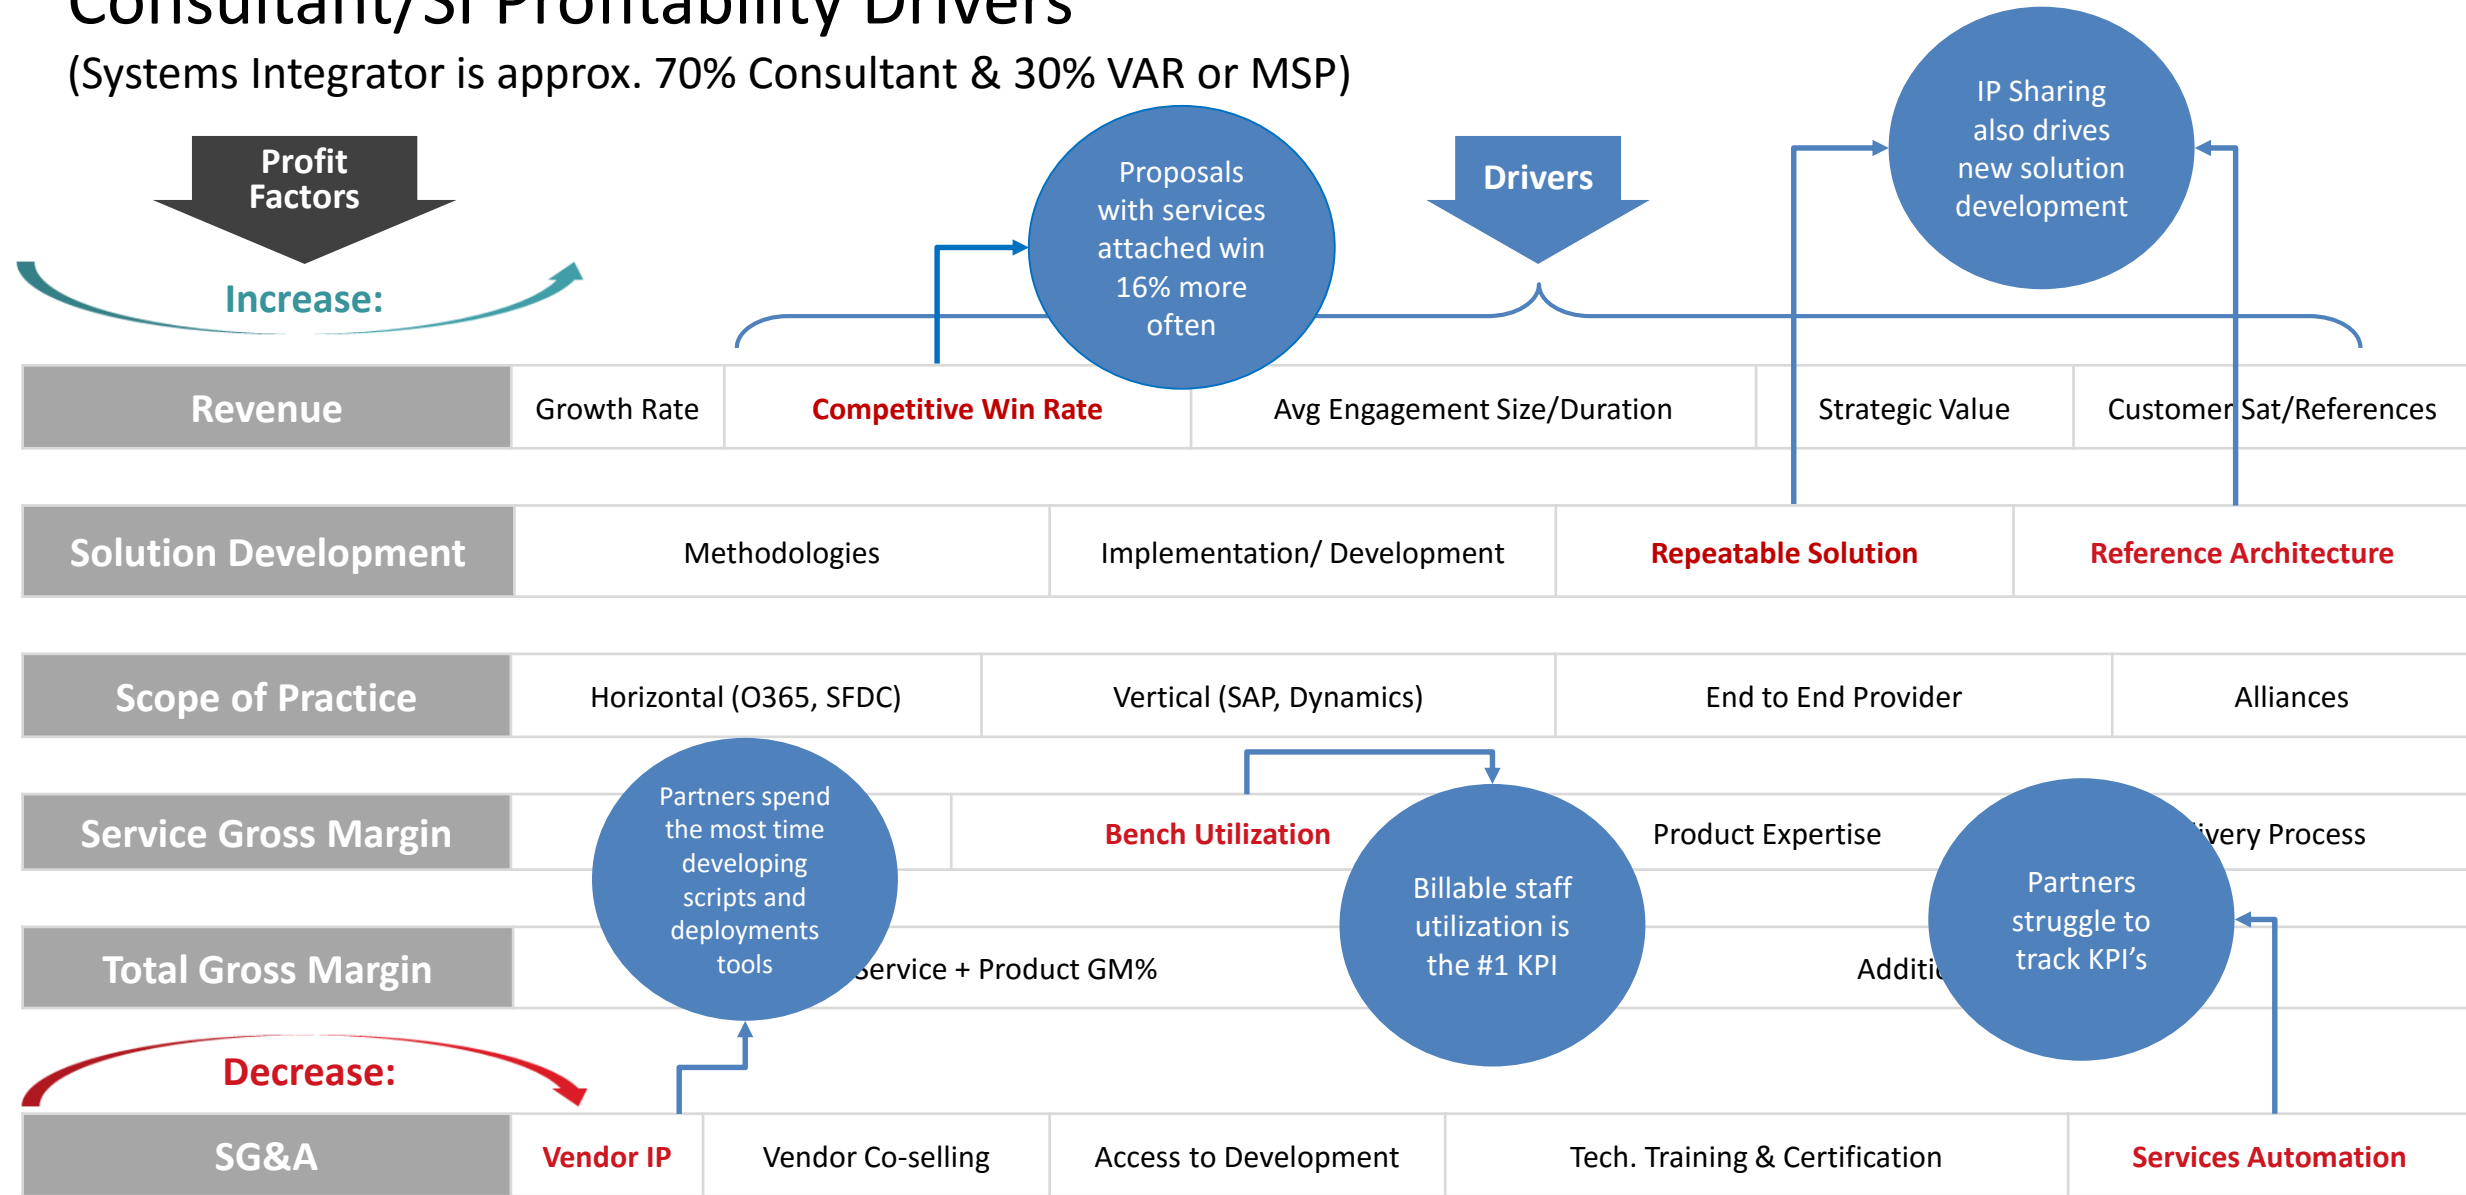 Consultant/SI Profitability Drivers
(Systems Integrator is approx. 70% Consultant & 30% VAR or MSP)
Profit
Factors
Increase:
Proposals
with services
attached win
16% more
often
Drivers
IP Sharing
also drives
new solution
development
Revenue
Growth Rate
Competitive Win Rate
Avg Engagement Size/Duration
Strategic Value
Customer Sat/References
Solution Development
Methodologies
Implementation/ Development
Repeatable Solution
Reference Architecture
Scope of Practice
Horizontal (O365, SFDC)
Vertical (SAP, Dynamics)
End to End Provider
Alliances
Service Gross Margin
Partners spend
the most time
developing
scripts and
deployments
tools
Bench Utilization
Billable staff
utilization is
the #1 KPI
Product Expertise
Partners
struggle to
track KPI's
Process
Total Gross Margin
Service + Product GM%
Decrease:
SG&A
Vendor IP
Vendor Co-selling
Access to Development
Tech. Training & Certification
Services Automation